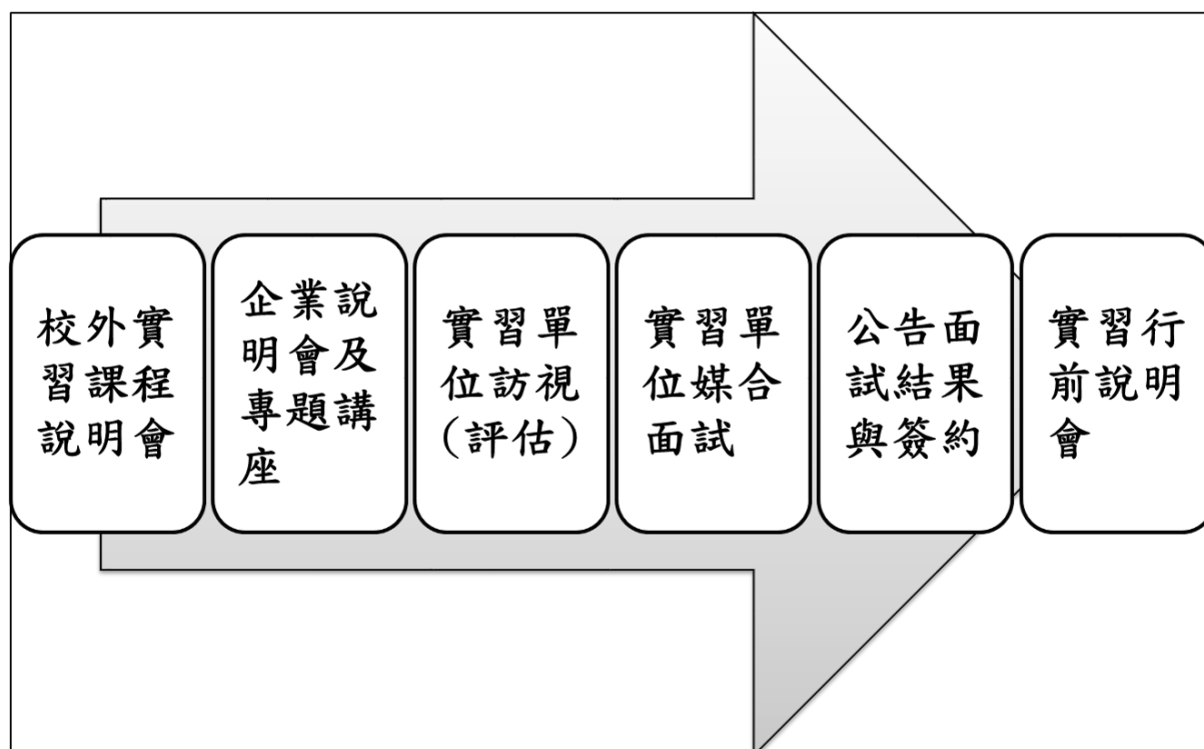 校外實
習課程
說明會
企業說
明會及
專題講
座
實習單
位訪視
(評估)
實習單
位媒合
面試
公告面
試結果
與簽約
實習行
前說明
會